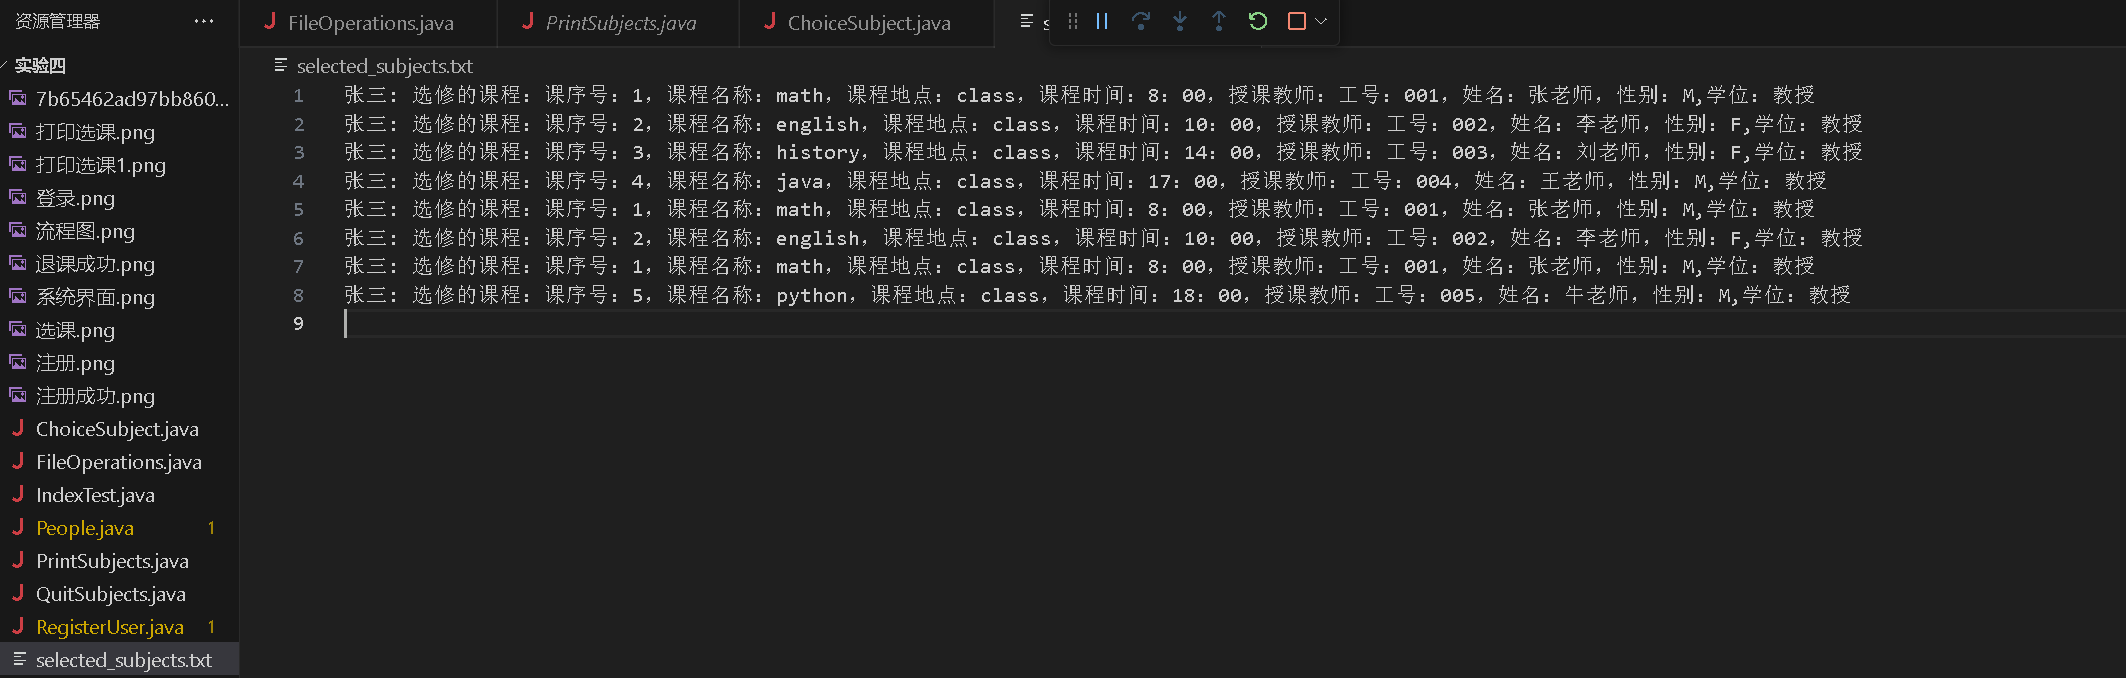 资源管理器 ...
实验四
7b65462ad97bb860...
打印选课.png
打印选课1.png
登录.png
流程图.png
退课成功.png
系统界面.png
选课.png
注册.png
注册成功.png
ChoiceSubject.java
FileOperations.java
IndexTest.java
People.java 1
PrintSubjects.java
QuitSubjects.java
RegisterUser.java 1
selected_subjects.txt
FileOperations.java PrintSubjects.java ChoiceSubject.java s
selected_subjects.txt
1 张三: 选修的课程: 课序号: 1, 课程名称: math, 课程地点: class, 课程时间: 8: 00, 授课教师: 工号: 001, 姓名: 张老师, 性别: M,学位: 教授
2 张三: 选修的课程: 课序号: 2, 课程名称: english, 课程地点: class, 课程时间: 10: 00, 授课教师: 工号: 002, 姓名: 李老师, 性别: F,学位: 教授
3 张三: 选修的课程: 课序号: 3, 课程名称: history, 课程地点: class, 课程时间: 14: 00, 授课教师: 工号: 003, 姓名: 刘老师, 性别: F,学位: 教授
4 张三: 选修的课程: 课序号: 4, 课程名称: java, 课程地点: class, 课程时间: 17: 00, 授课教师: 工号: 004, 姓名: 王老师, 性别: M,学位: 教授
5 张三: 选修的课程: 课序号: 1, 课程名称: math, 课程地点: class, 课程时间: 8: 00, 授课教师: 工号: 001, 姓名: 张老师, 性别: M,学位: 教授
6 张三: 选修的课程: 课序号: 2, 课程名称: english, 课程地点: class, 课程时间: 10: 00, 授课教师: 工号: 002, 姓名: 李老师, 性别: F,学位: 教授
7 张三: 选修的课程: 课序号: 1, 课程名称: math, 课程地点: class, 课程时间: 8: 00, 授课教师: 工号: 001, 姓名: 张老师, 性别: M,学位: 教授
8 张三: 选修的课程: 课序号: 5, 课程名称: python, 课程地点: class, 课程时间: 18: 00, 授课教师: 工号: 005, 姓名: 牛老师, 性别: M,学位: 教授
9